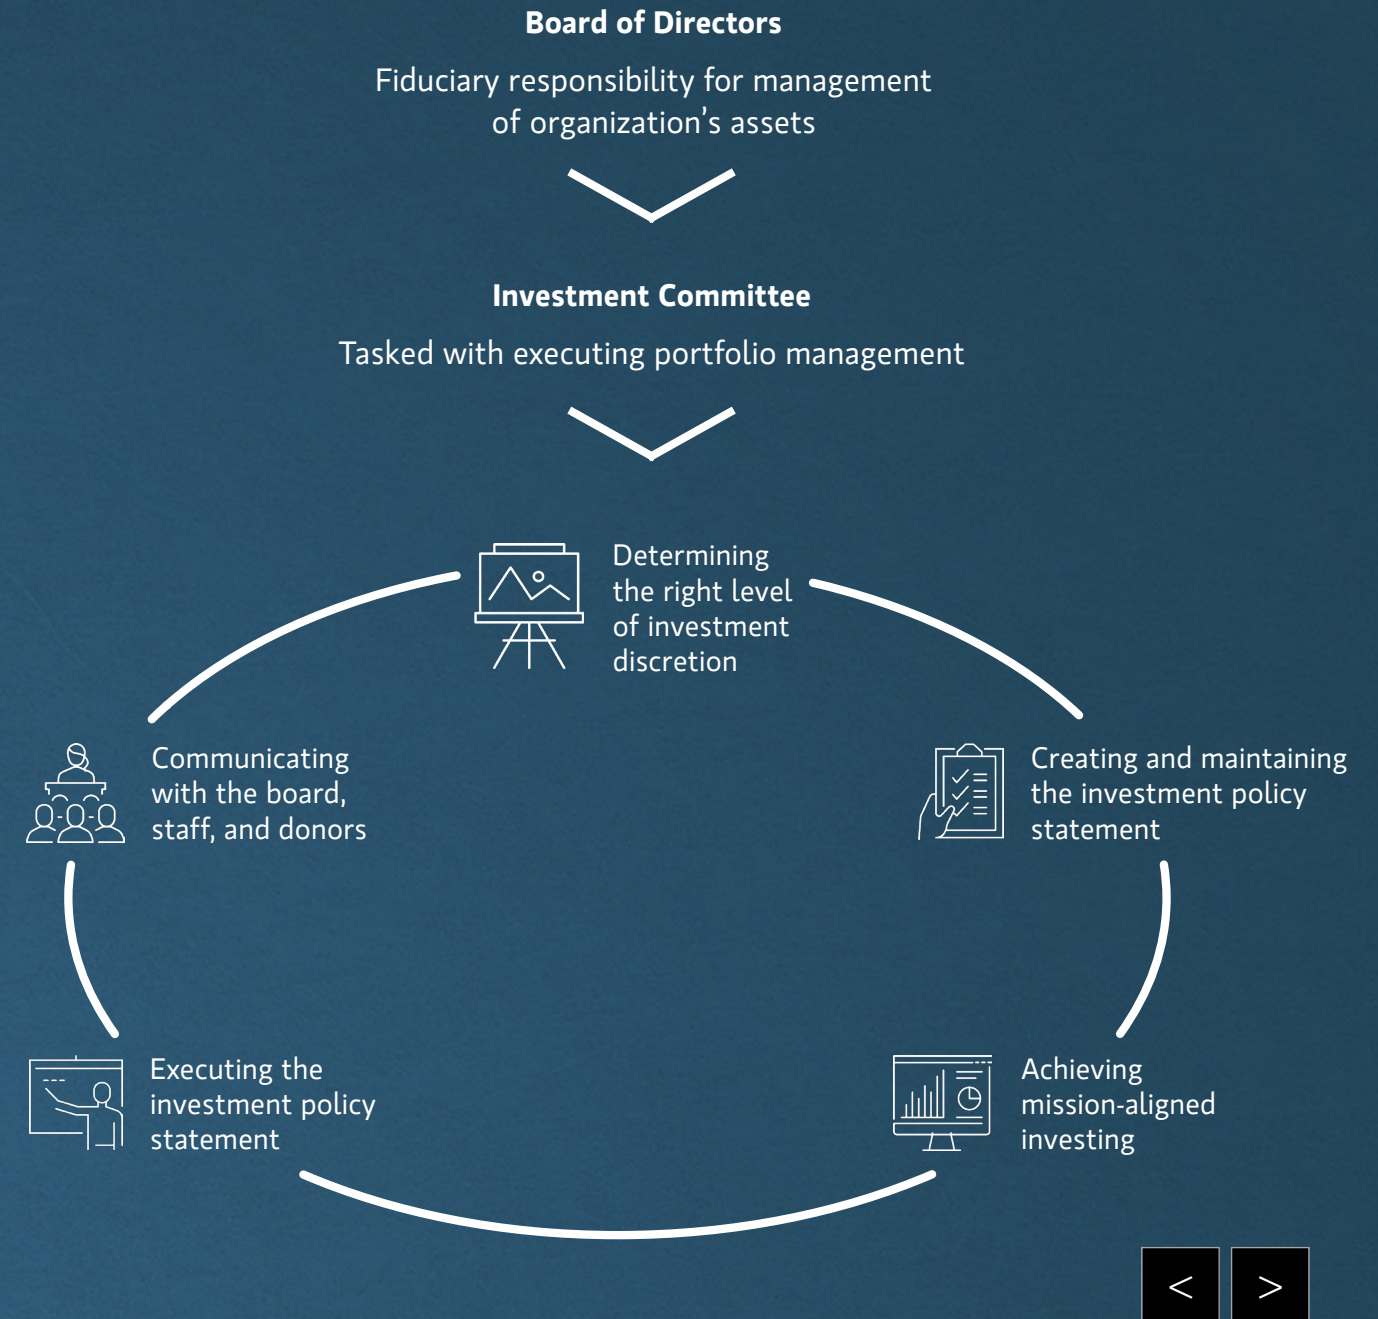 Board of Directors
Fiduciary responsibility for management
of organization’s assets
Investment Committee
Tasked with executing portfolio management
Determining
the right level
of investment
discretion
Communicating
with the board,
staff, and donors
Creating and maintaining
the investment policy
statement
Executing the
investment policy
statement
Achieving
mission-aligned
investing
< >